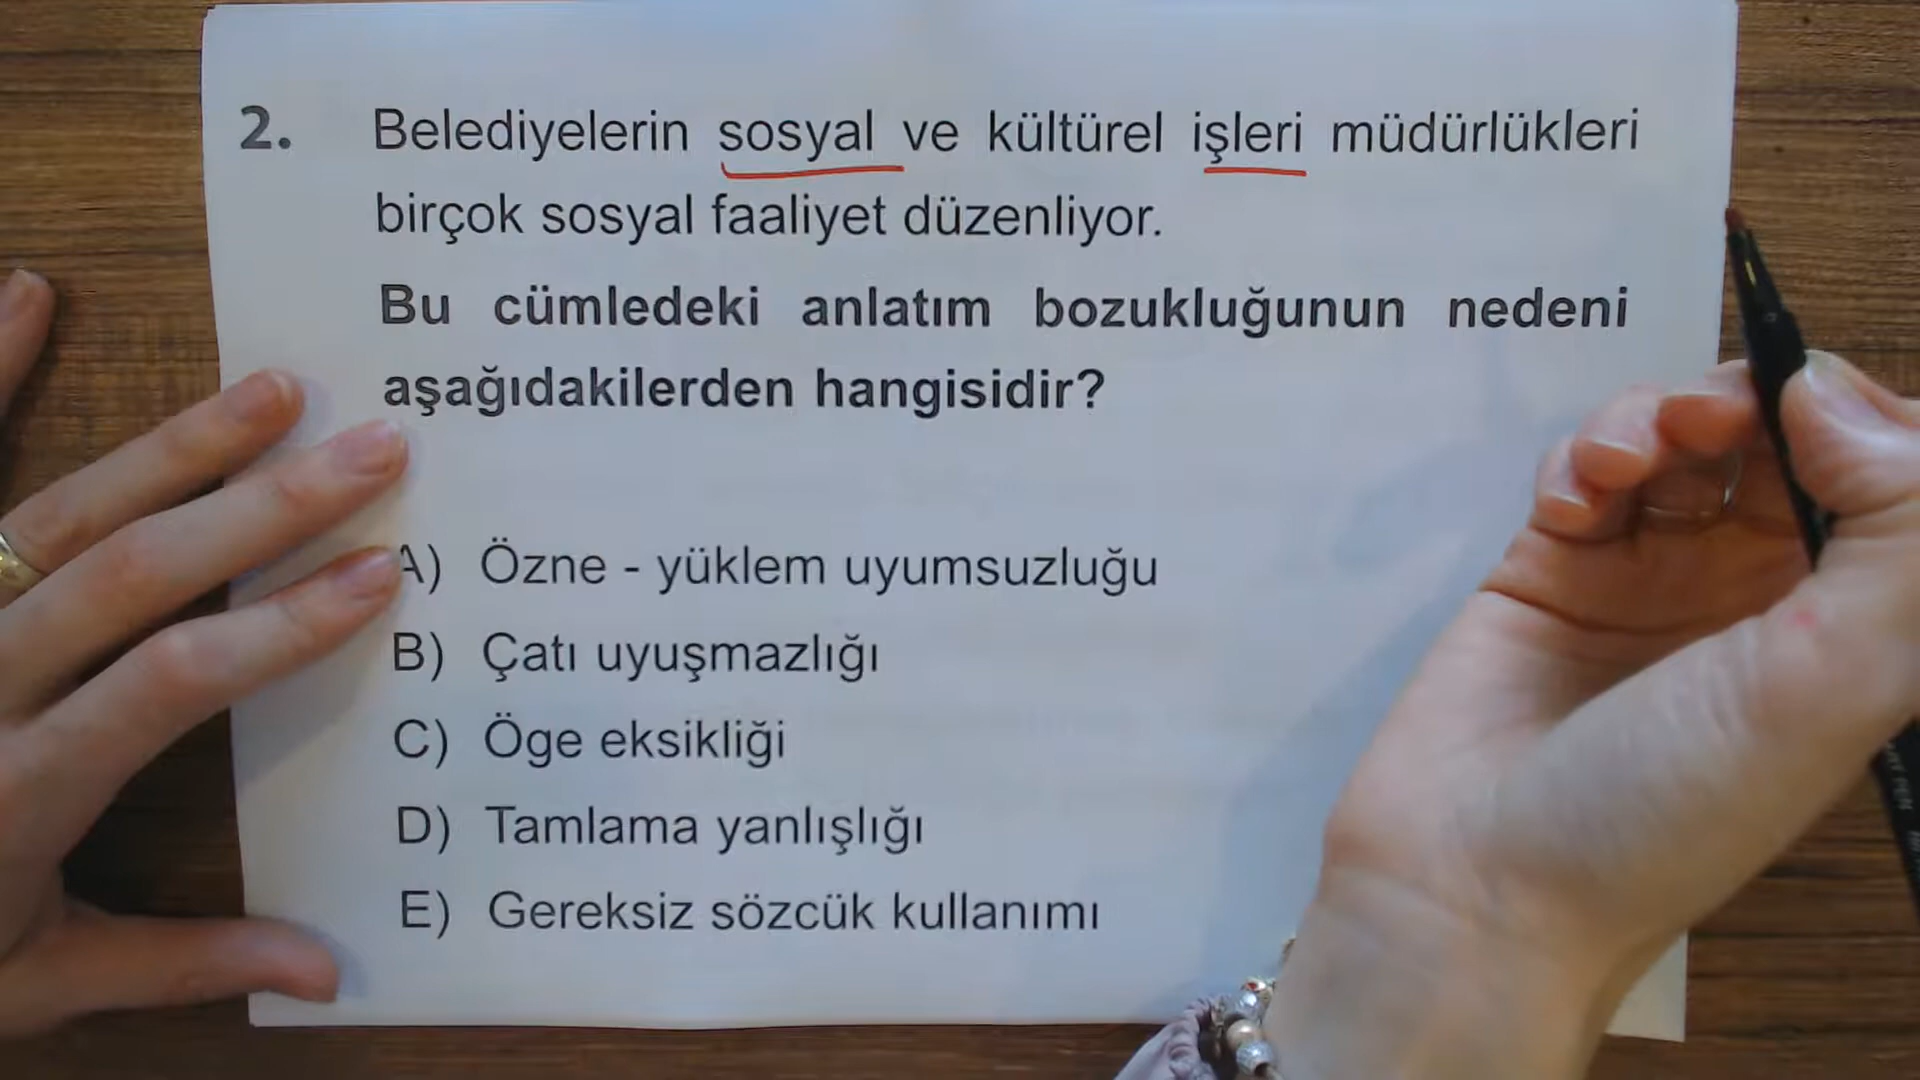 2. Belediyelerin sosyal ve kültürel işleri müdürlükleri
birçok sosyal faaliyet düzenliyor.
Bu cümledeki anlatım bozukluğunun nedeni
aşağıdakilerden hangisidir?
A) Özne - yüklem uyumsuzluğu
B) Çatı uyuşmazlığı
C) Öge eksikliği
D) Tamlama yanlışlığı
E) Gereksiz sözcük kullanımı